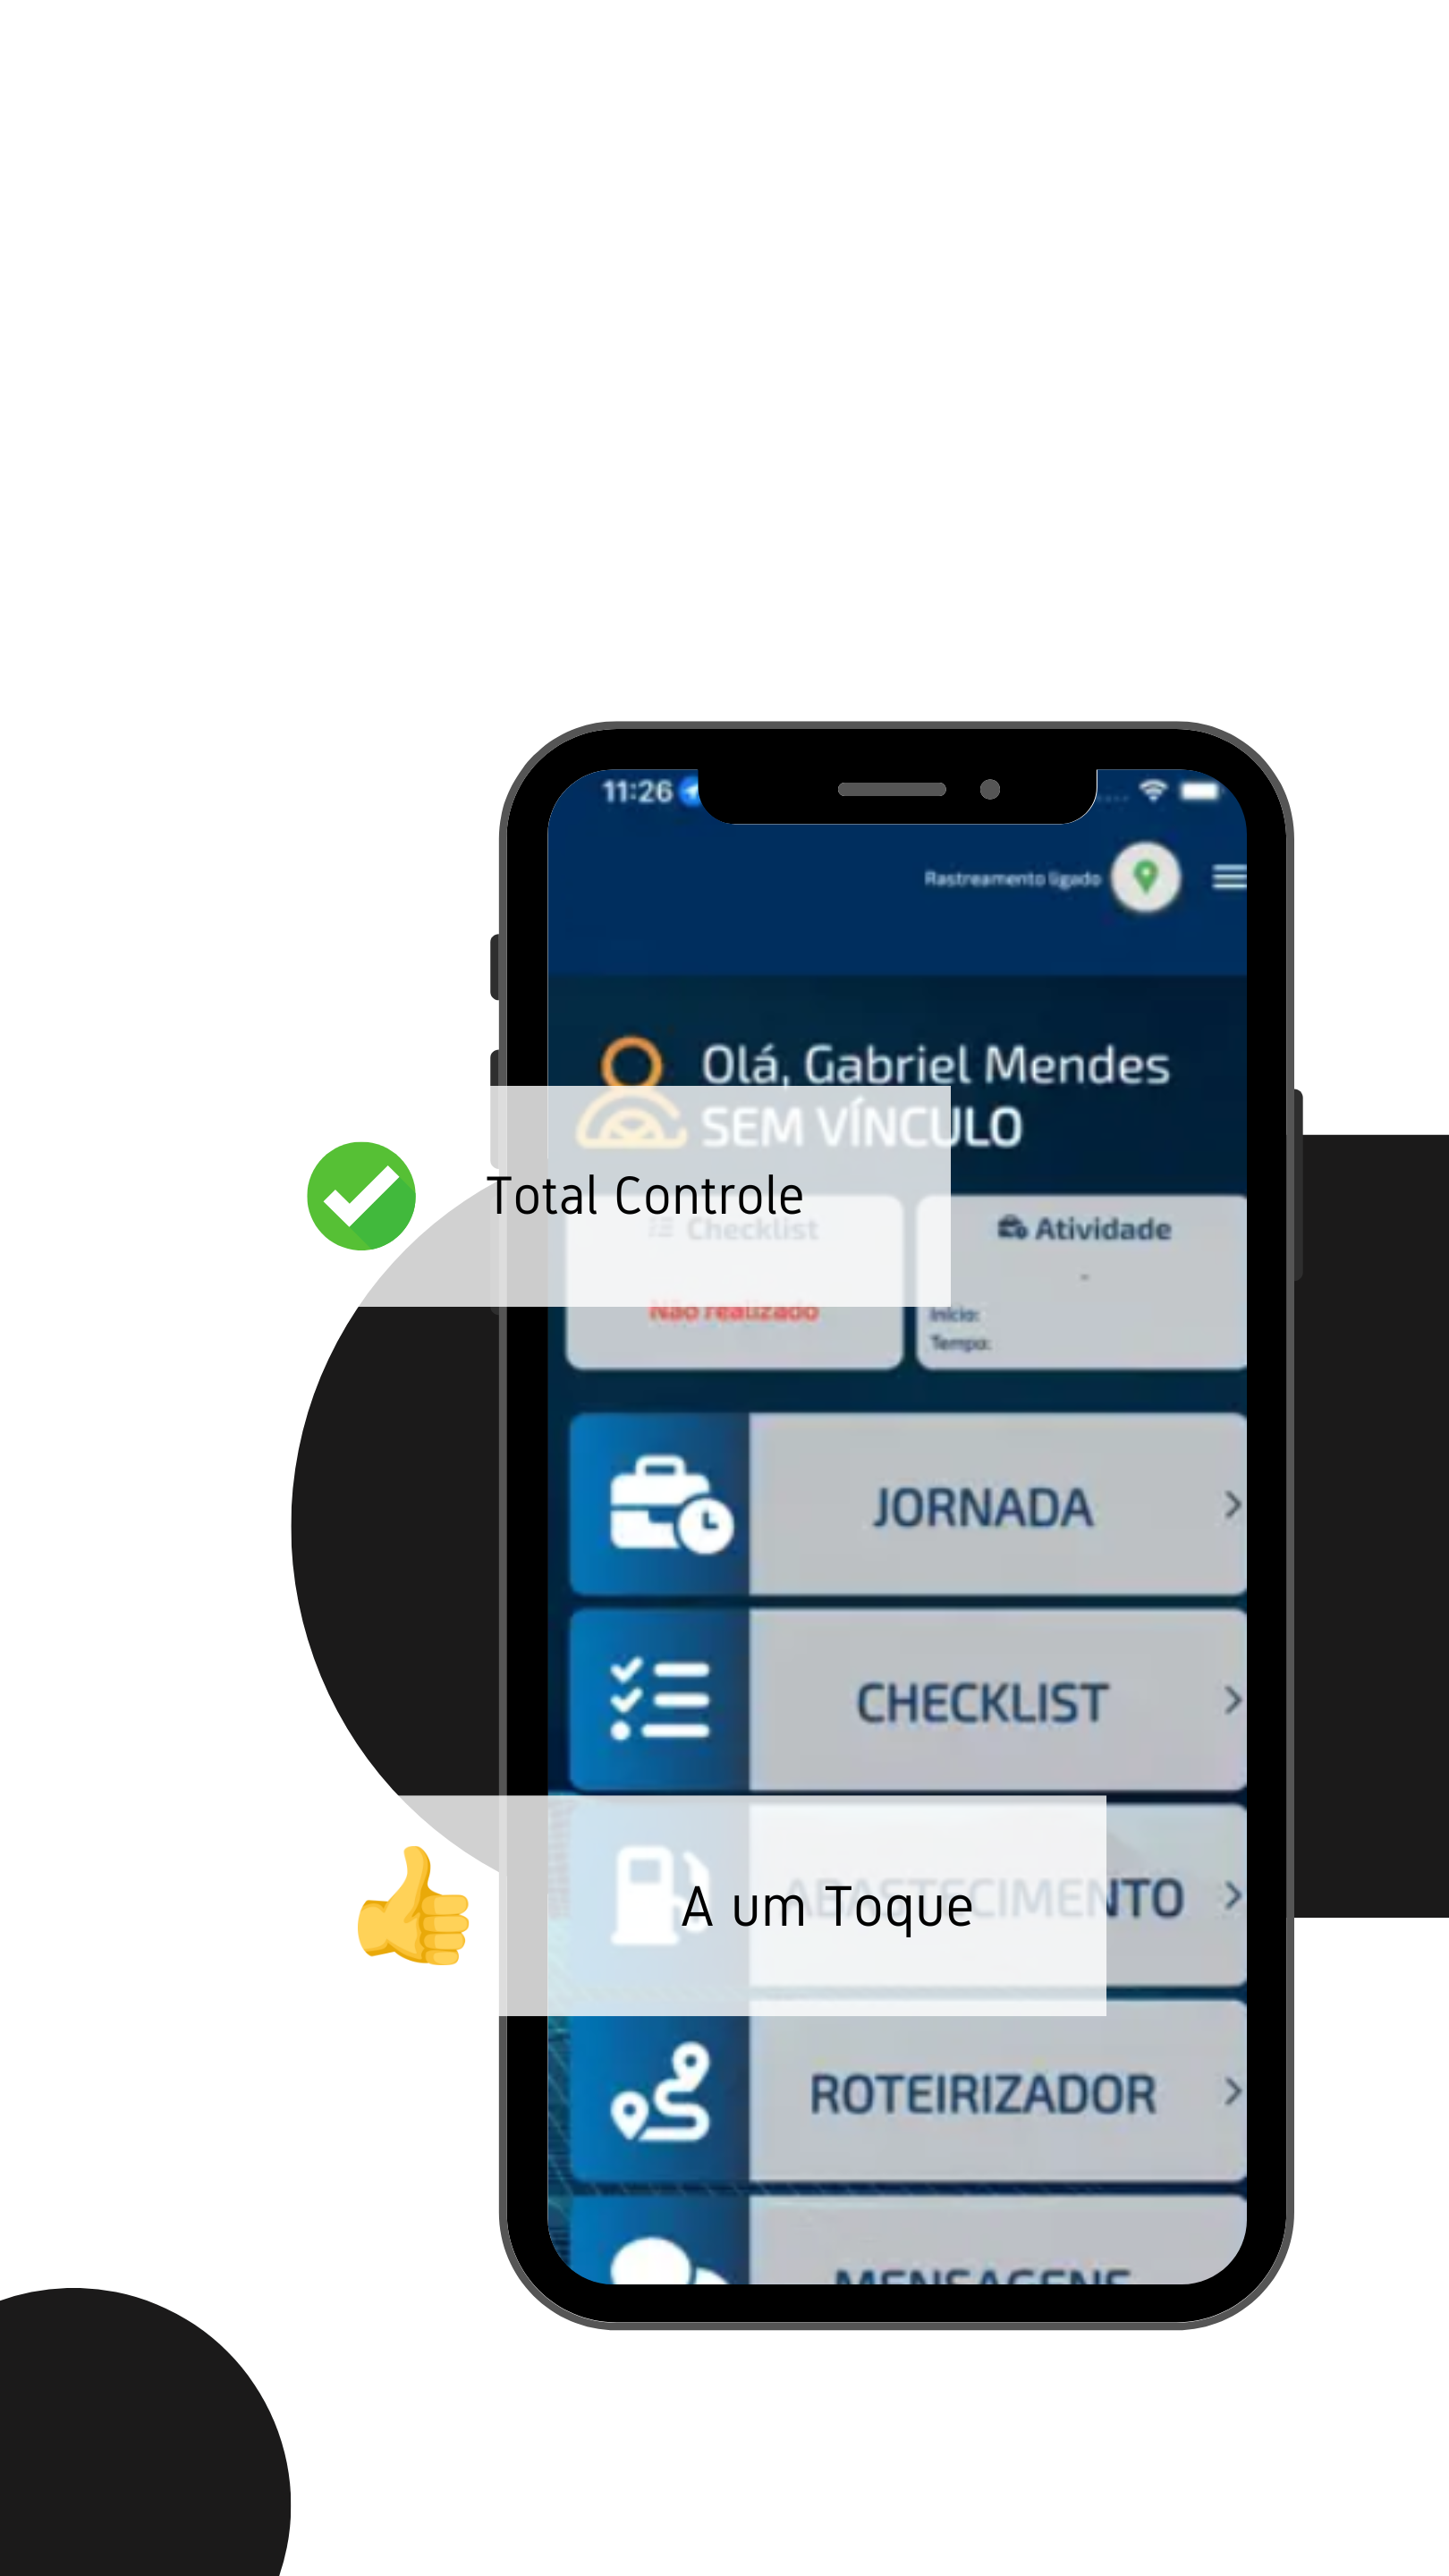 11:26
Rastreamento ligado
Olá, Gabriel Mendes
SEM VÍNCULO
Total Controle
Checklist
Não realizado
Atividade
-
Início:
Tempo:
JORNADA
CHECKLIST
ABASTECIMENTO
A um Toque
ROTEIRIZADOR
MENSAGENS